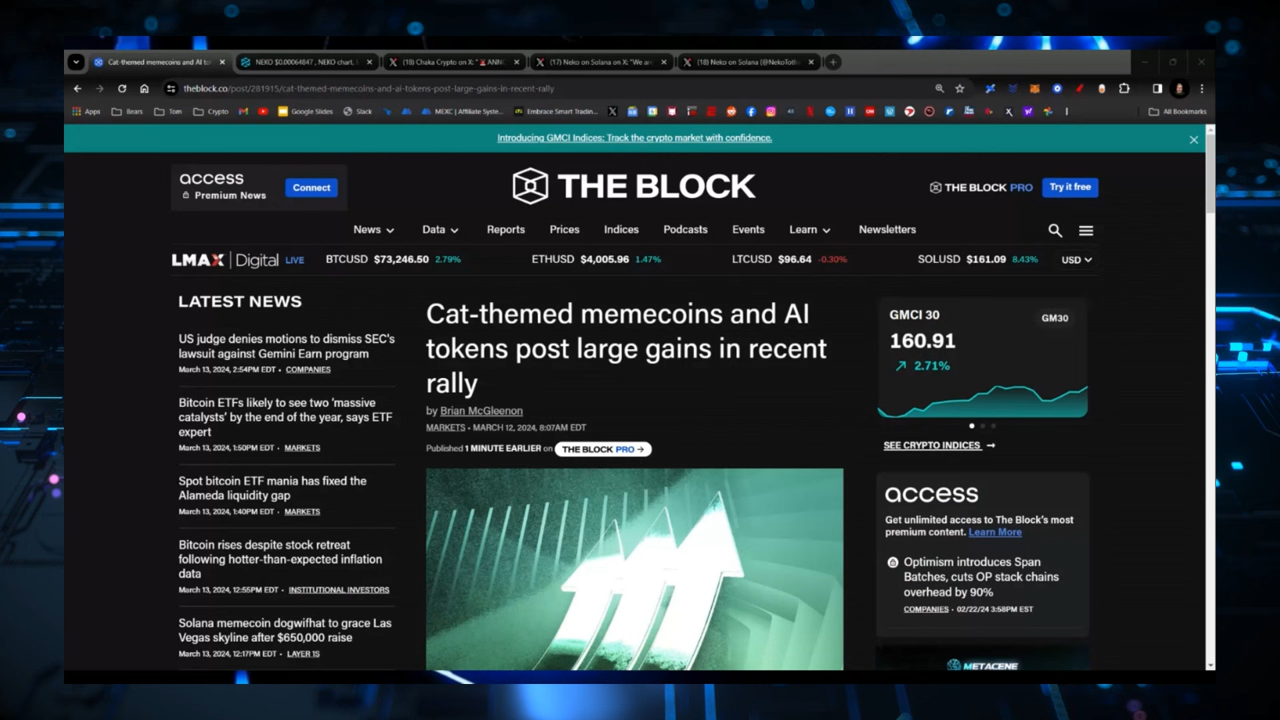 Cat-themed memecoins and AI to
NEKO $0.00064847 , NEKO chart,
(18) Chaka Crypto on X: "
(17) Neko on Solana on X: "We are
(18) Neko on Solana (@NekoTothe
theblock.co/post/281915/cat-themed-memecoins-and-ai-tokens-post-large-gains-in-recent-rally
Apps
Bears
Tom
Crypto
Google Slides
Slack
MEXC | Affiliate Syste...
Embrace Smart Tradin...
All Bookmarks
Introducing GMCI Indices: Track the crypto market with confidence.
access
Premium News
Connect
THE BLOCK
THE BLOCK PRO
Try it free
News
Data
Reports
Prices
Indices
Podcasts
Events
Learn
Newsletters
LMAX Digital LIVE
BTCUSD $73,246.50 2.79%
ETHUSD $4,005.96 1.47%
LTCUSD $96.64 -0.30%
SOLUSD $161.09 8.43%
USD
LATEST NEWS
US judge denies motions to dismiss SEC's
lawsuit against Gemini Earn program
March 13, 2024, 2:54PM EDT • COMPANIES
Bitcoin ETFs likely to see two 'massive
catalysts' by the end of the year, says ETF
expert
March 13, 2024, 1:50PM EDT • MARKETS
Spot bitcoin ETF mania has fixed the
Alameda liquidity gap
March 13, 2024, 1:40PM EDT • MARKETS
Bitcoin rises despite stock retreat
following hotter-than-expected inflation
data
March 13, 2024, 12:55PM EDT • INSTITUTIONAL INVESTORS
Solana memecoin dogwifhat to grace Las
Vegas skyline after $650,000 raise
March 13, 2024, 12:17PM EDT • LAYER 1S
Cat-themed memecoins and AI
tokens post large gains in recent
rally
by Brian McGleenon
MARKETS • MARCH 12, 2024, 8:07AM EDT
Published 1 MINUTE EARLIER on THE BLOCK PRO →
GMCI 30
GM30
160.91
2.71%
SEE CRYPTO INDICES →
access
Get unlimited access to The Block's most
premium content. Learn More
Optimism introduces Span
Batches, cuts OP stack chains
overhead by 90%
COMPANIES • 02/22/24 3:58PM EST
METACENE